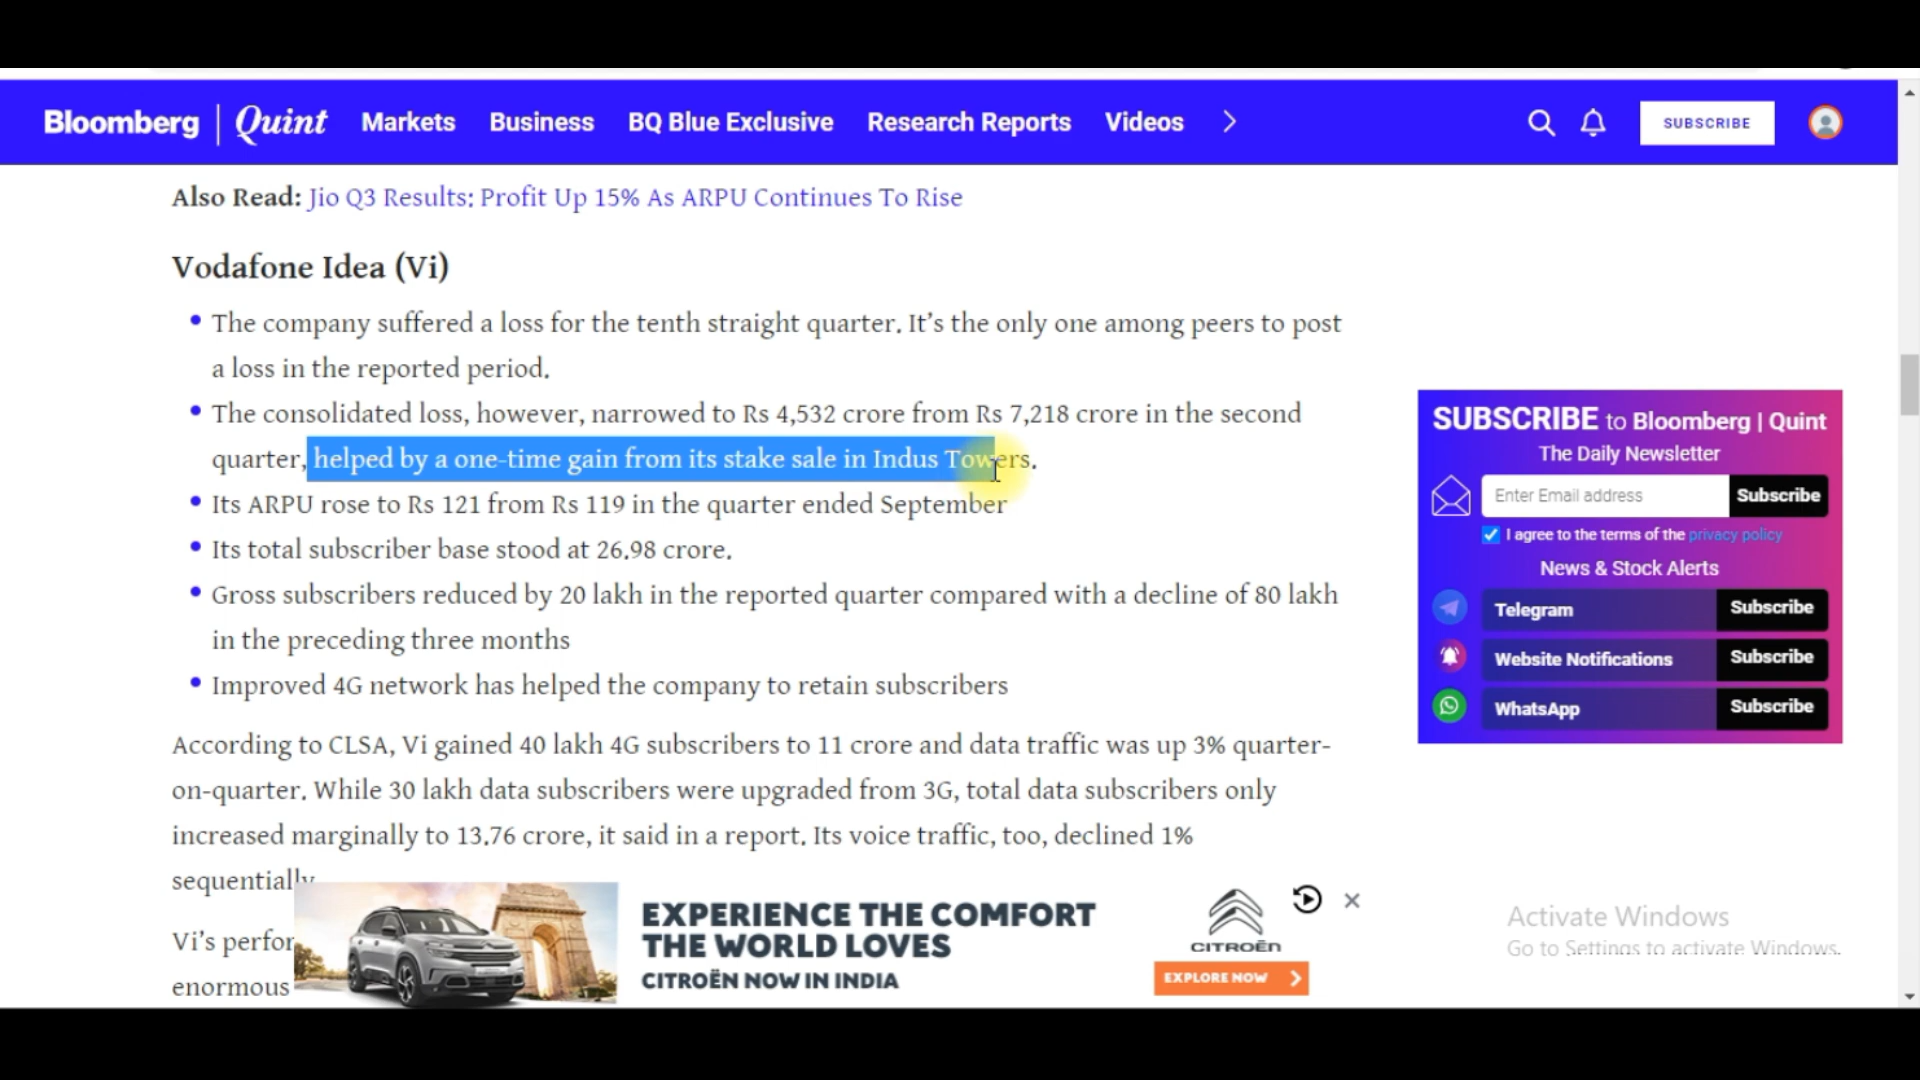 Bloomberg | Quint Markets Business BQ Blue Exclusive Research Reports Videos SUBSCRIBE
Also Read: Jio Q3 Results: Profit Up 15% As ARPU Continues To Rise
Vodafone Idea (Vi)
• The company suffered a loss for the tenth straight quarter. It's the only one among peers to post
a loss in the reported period.
• The consolidated loss, however, narrowed to Rs 4,532 crore from Rs 7,218 crore in the second
quarter, helped by a one-time gain from its stake sale in Indus Towers.
• Its ARPU rose to Rs 121 from Rs 119 in the quarter ended September
• Its total subscriber base stood at 26.98 crore.
• Gross subscribers reduced by 20 lakh in the reported quarter compared with a decline of 80 lakh
in the preceding three months
• Improved 4G network has helped the company to retain subscribers
According to CLSA, Vi gained 40 lakh 4G subscribers to 11 crore and data traffic was up 3% quarter-
on-quarter. While 30 lakh data subscribers were upgraded from 3G, total data subscribers only
increased marginally to 13.76 crore, it said in a report. Its voice traffic, too, declined 1%
sequentially
Vi's perfor
enormous
EXPERIENCE THE COMFORT
THE WORLD LOVES
CITROËN NOW IN INDIA
CITROËN
EXPLORE NOW
SUBSCRIBE to Bloomberg | Quint
The Daily Newsletter
Enter Email address Subscribe
I agree to the terms of the privacy policy
News & Stock Alerts
Telegram Subscribe
Website Notifications Subscribe
WhatsApp Subscribe
Activate Windows
Go to Settings to activate Windows.